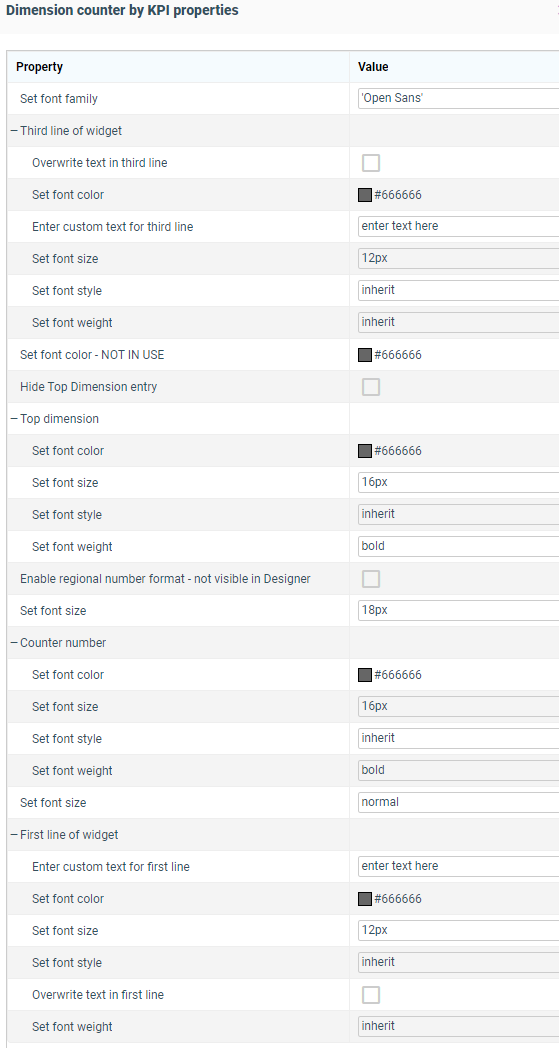 Dimension counter by KPI properties
Property Value
Set font family 'Open Sans'
Third line of widget
Overwrite text in third line
Set font color #666666
Enter custom text for third line enter text here
Set font size 12px
Set font style inherit
Set font weight inherit
Set font color - NOT IN USE #666666
Hide Top Dimension entry
Top dimension
Set font color #666666
Set font size 16px
Set font style inherit
Set font weight bold
Enable regional number format - not visible in Designer
Set font size 18px
Counter number
Set font color #666666
Set font size 16px
Set font style inherit
Set font weight bold
Set font size normal
First line of widget
Enter custom text for first line enter text here
Set font color #666666
Set font size 12px
Set font style inherit
Overwrite text in first line
Set font weight inherit